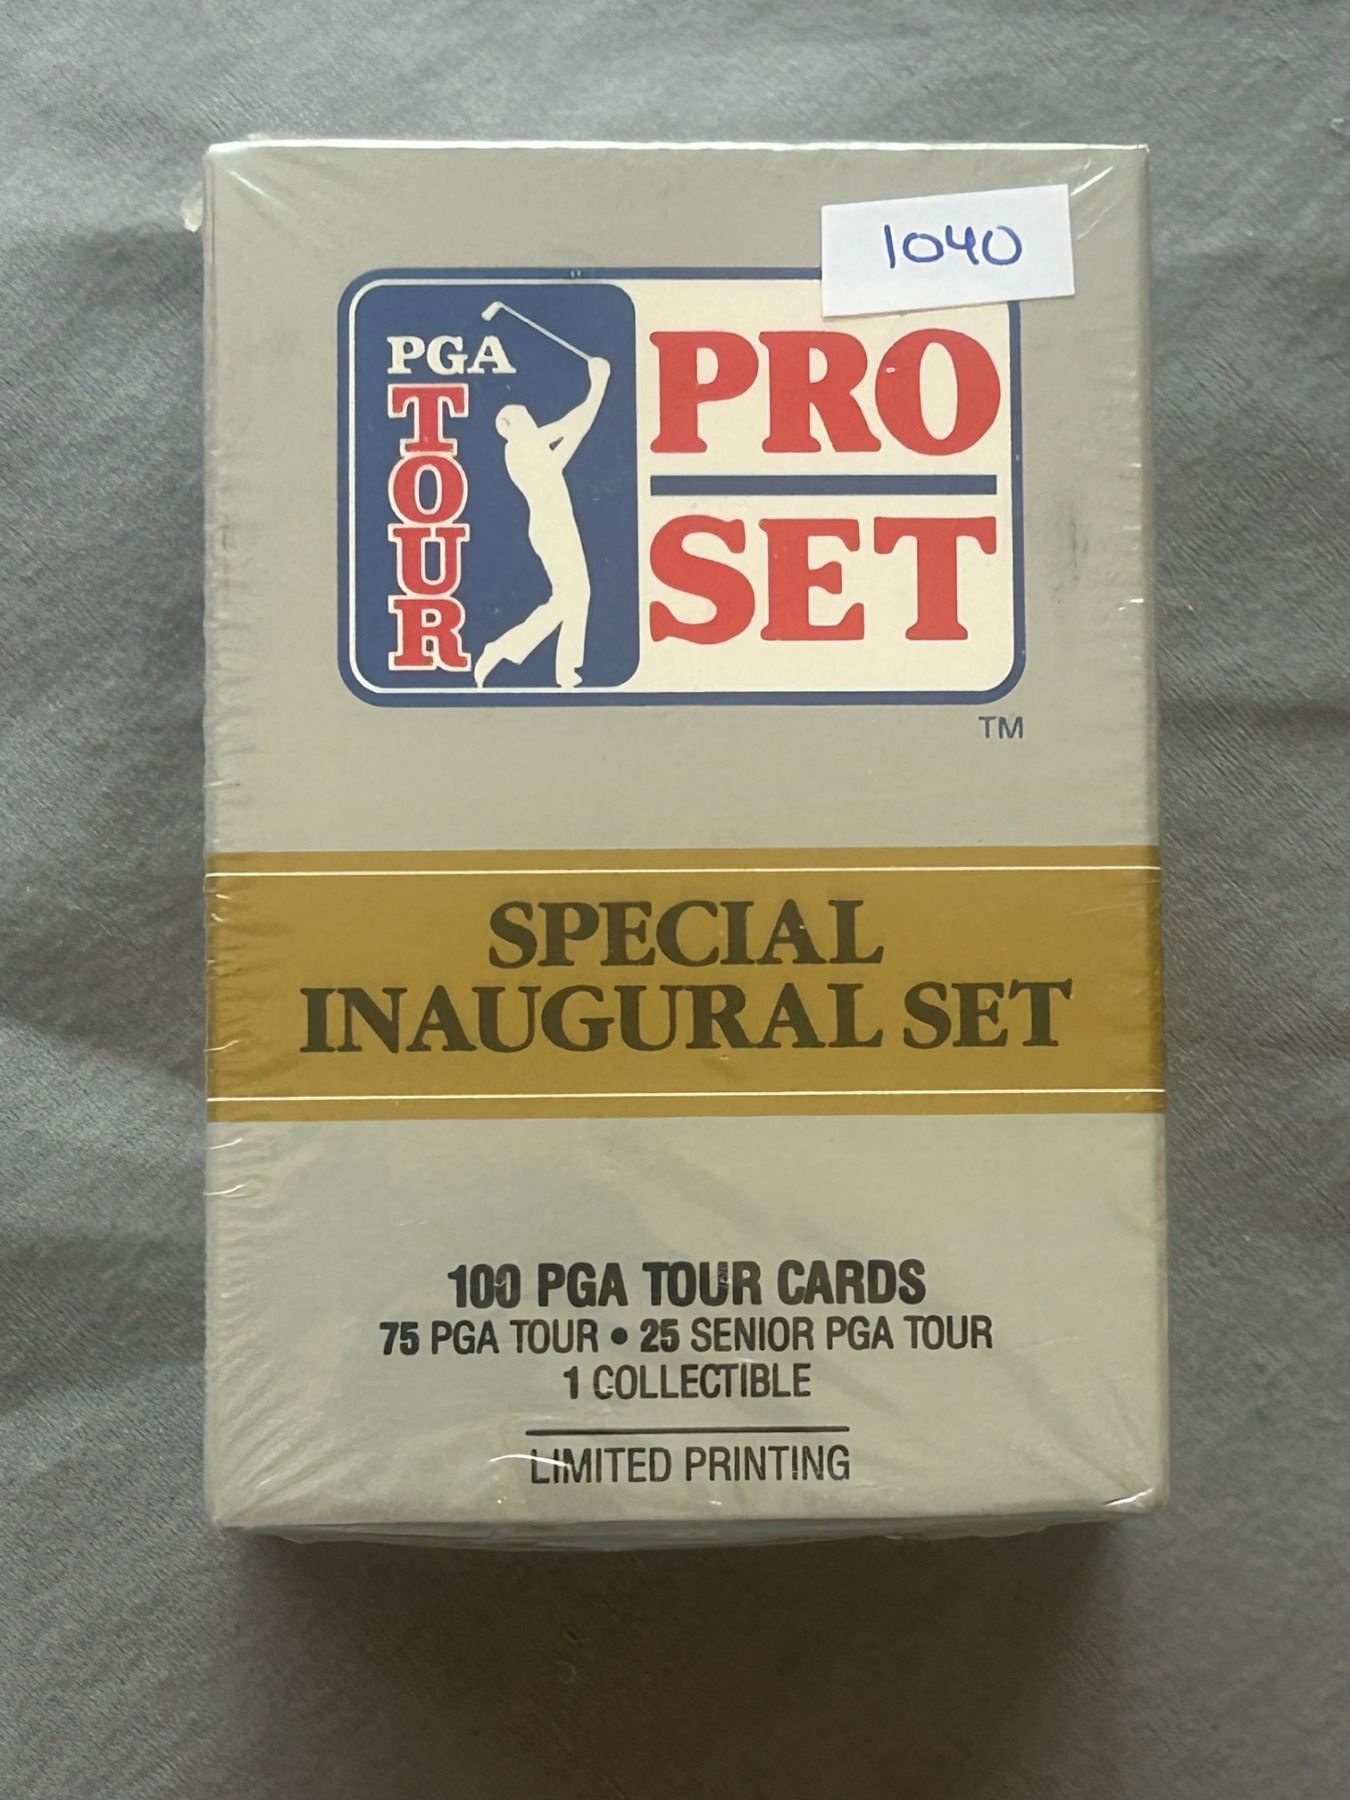 1040
PGA
TOUR
PRO
SET
TM
SPECIAL
INAUGURAL SET
100 PGA TOUR CARDS
75 PGA TOUR • 25 SENIOR PGA TOUR
1 COLLECTIBLE
LIMITED PRINTING